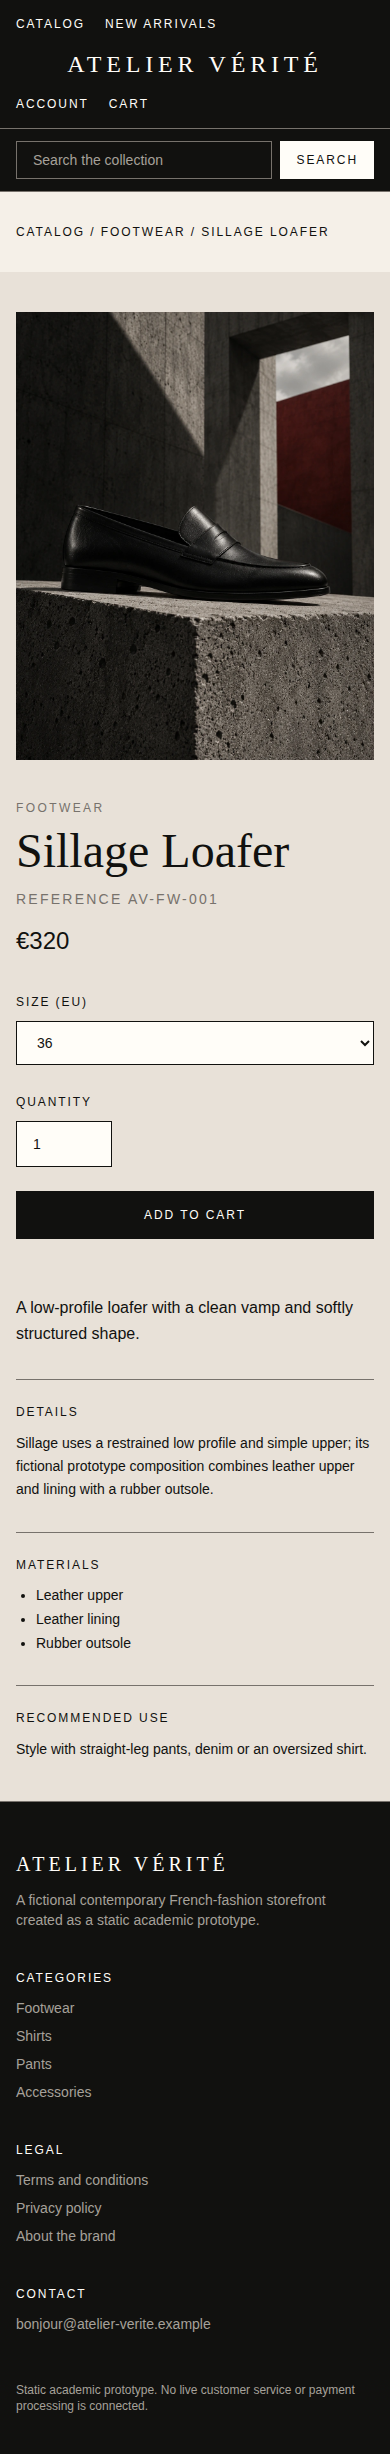 CATALOG NEW ARRIVALS
ATELIER VÉRITÉ
ACCOUNT CART
Search the collection SEARCH
CATALOG / FOOTWEAR / SILLAGE LOAFER
FOOTWEAR
Sillage Loafer
REFERENCE AV-FW-001
€320
SIZE (EU)
36
QUANTITY
1
ADD TO CART
A low-profile loafer with a clean vamp and softly
structured shape.
DETAILS
Sillage uses a restrained low profile and simple upper; its
fictional prototype composition combines leather upper
and lining with a rubber outsole.
MATERIALS
• Leather upper
• Leather lining
• Rubber outsole
RECOMMENDED USE
Style with straight-leg pants, denim or an oversized shirt.
ATELIER VÉRITÉ
A fictional contemporary French-fashion storefront
created as a static academic prototype.
CATEGORIES
Footwear
Shirts
Pants
Accessories
LEGAL
Terms and conditions
Privacy policy
About the brand
CONTACT
bonjour@atelier-verite.example
Static academic prototype. No live customer service or payment
processing is connected.